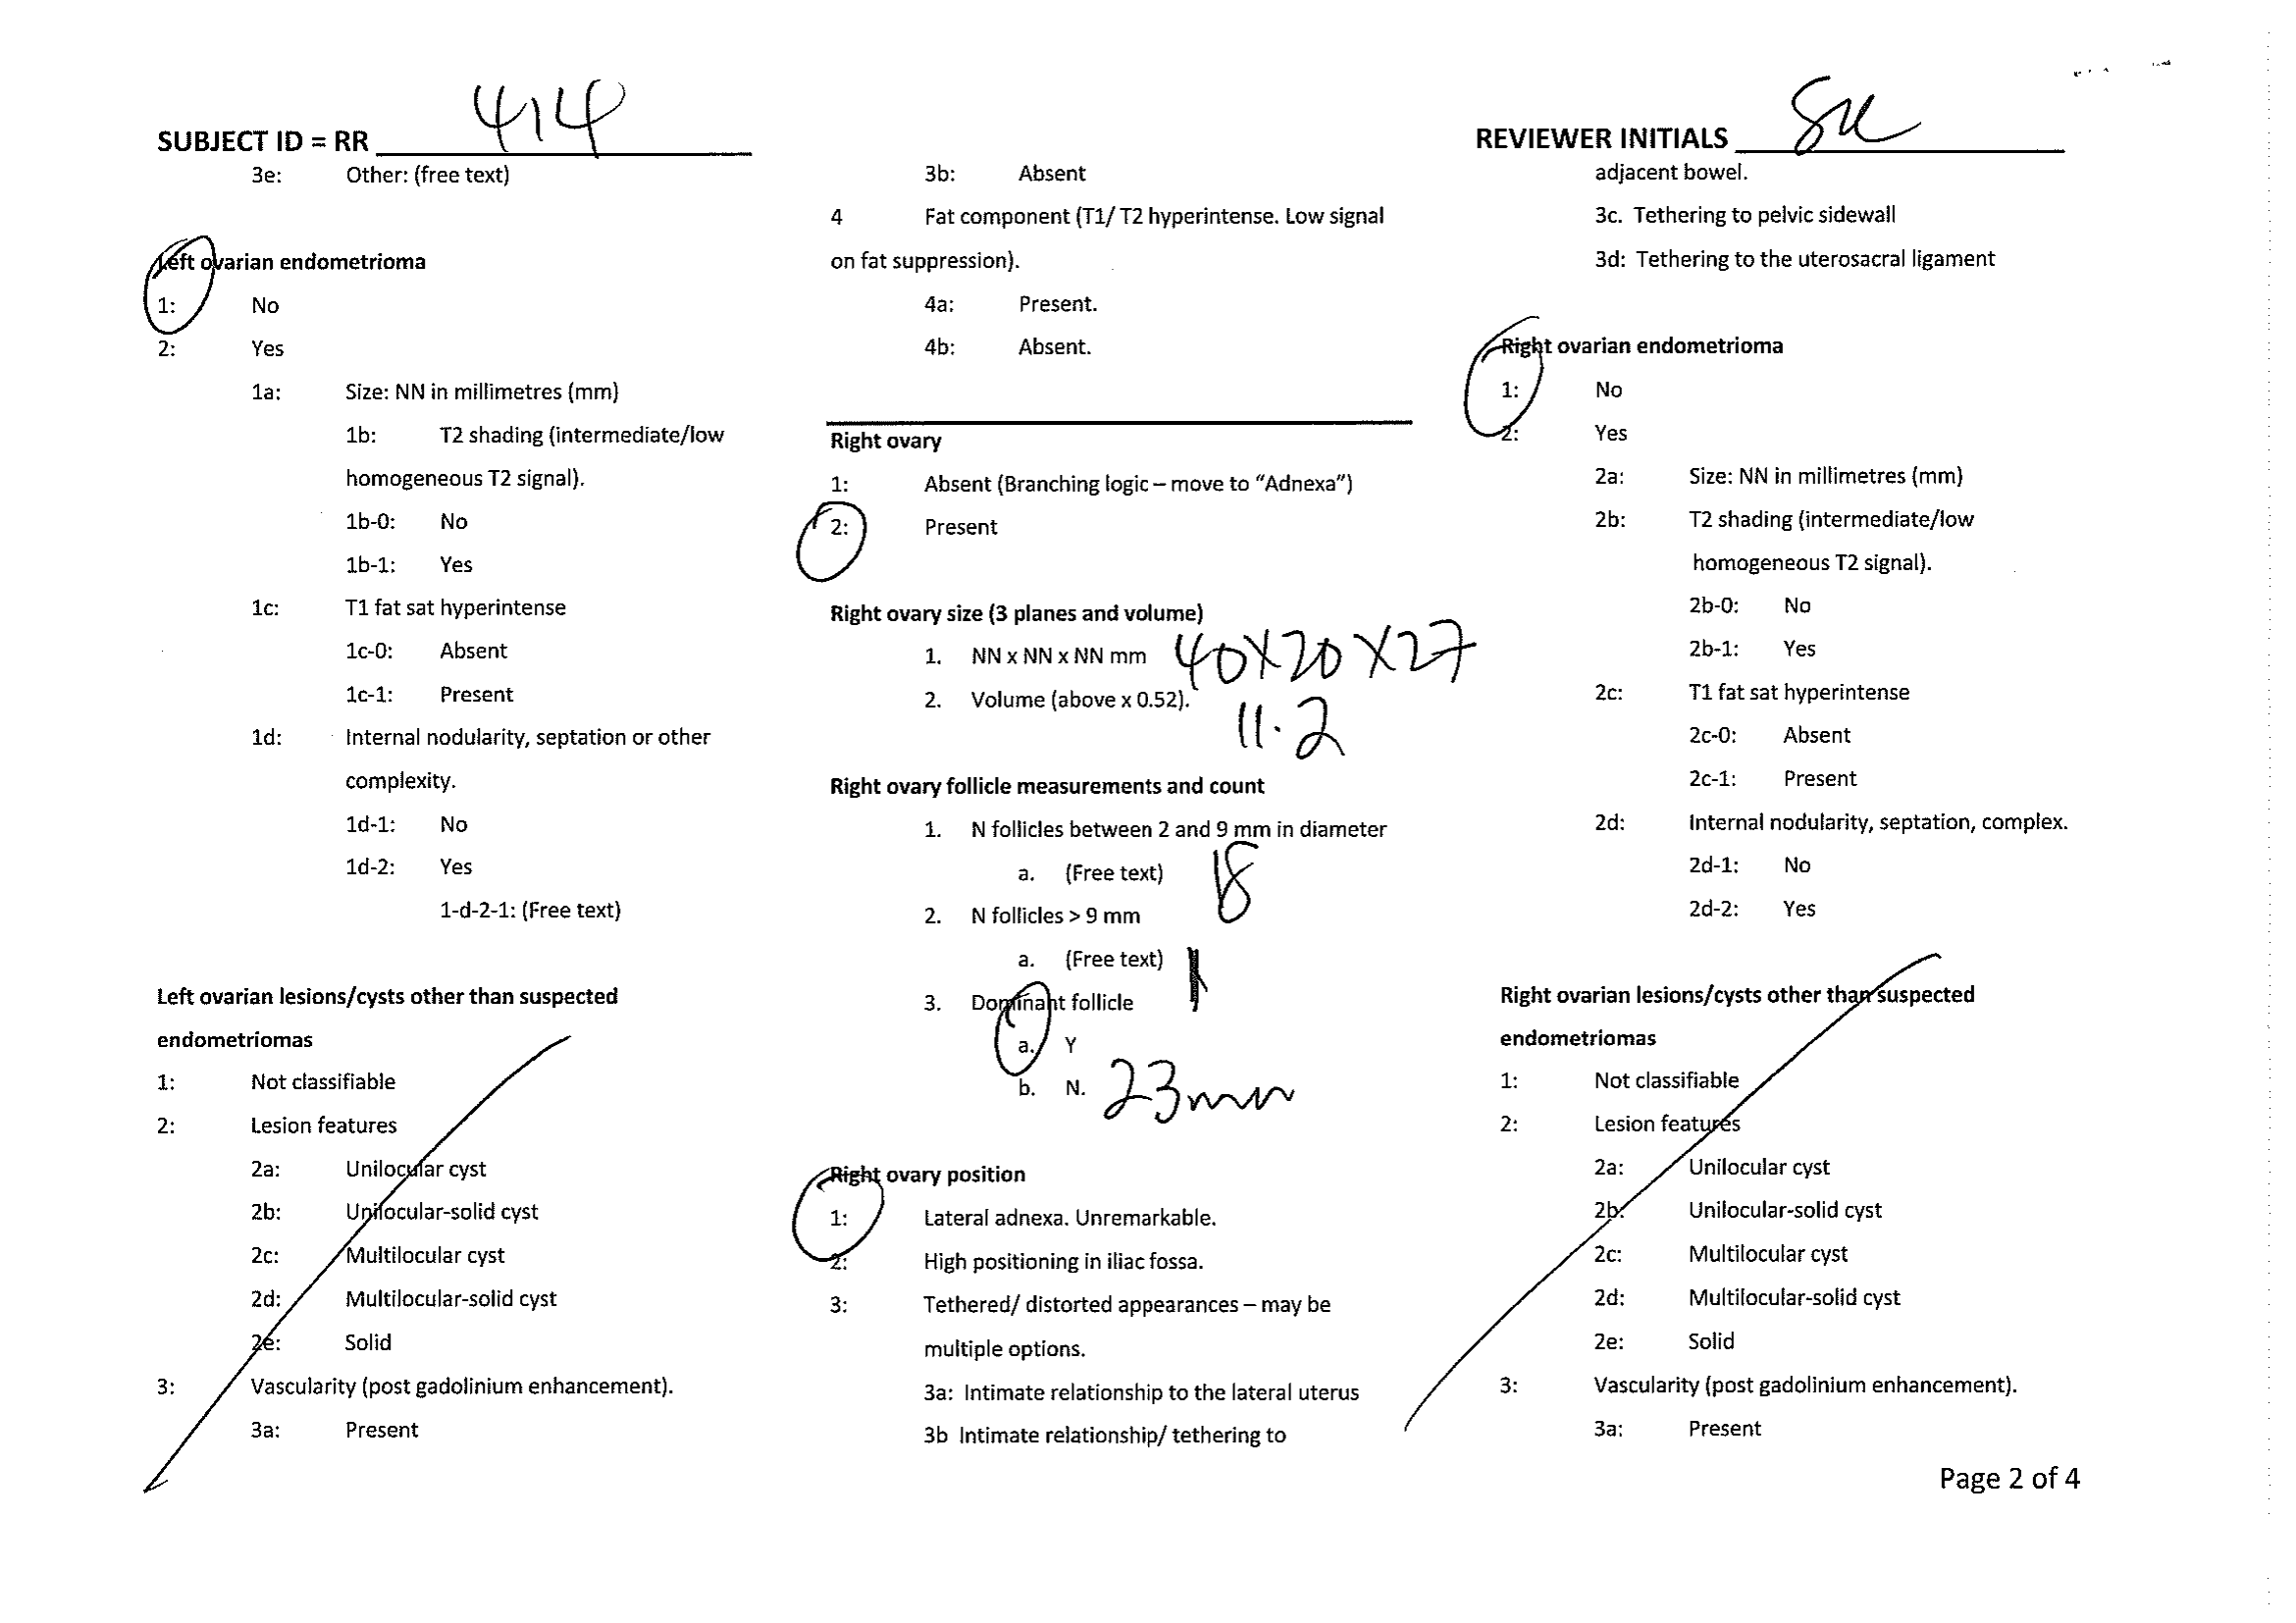 SUBJECT ID = RR 414
REVIEWER INITIALS
3e: Other: (free text)
Left ovarian endometrioma
1: No
2: Yes
1a: Size: NN in millimetres (mm)
1b: T2 shading (intermediate/low
homogeneous T2 signal).
1b-0: No
1b-1: Yes
1c: T1 fat sat hyperintense
1c-0: Absent
1c-1: Present
1d: Internal nodularity, septation or other
complexity.
1d-1: No
1d-2: Yes
1-d-2-1: (Free text)
Left ovarian lesions/cysts other than suspected
endometriomas
1: Not classifiable
2: Lesion features
2a: Unilocular cyst
2b: Unilocular-solid cyst
2c: Multilocular cyst
2d: Multilocular-solid cyst
2e: Solid
3: Vascularity (post gadolinium enhancement).
3a: Present
3b: Absent
4 Fat component (T1/ T2 hyperintense. Low signal
on fat suppression).
4a: Present.
4b: Absent.
Right ovary
1: Absent (Branching logic – move to “Adnexa”)
2: Present
Right ovary size (3 planes and volume)
1. NN x NN x NN mm 40X20X27
2. Volume (above x 0.52).
11.2
Right ovary follicle measurements and count
1. N follicles between 2 and 9 mm in diameter
a. (Free text) 18
2. N follicles > 9 mm
a. (Free text) 1
3. Dominant follicle
a. Y
b. N. 23mm
Right ovary position
1: Lateral adnexa. Unremarkable.
2: High positioning in iliac fossa.
3: Tethered/ distorted appearances – may be
multiple options.
3a: Intimate relationship to the lateral uterus
3b Intimate relationship/ tethering to
adjacent bowel.
3c. Tethering to pelvic sidewall
3d: Tethering to the uterosacral ligament
Right ovarian endometrioma
1: No
2: Yes
2a: Size: NN in millimetres (mm)
2b: T2 shading (intermediate/low
homogeneous T2 signal).
2b-0: No
2b-1: Yes
2c: T1 fat sat hyperintense
2c-0: Absent
2c-1: Present
2d: Internal nodularity, septation, complex.
2d-1: No
2d-2: Yes
Right ovarian lesions/cysts other than suspected
endometriomas
1: Not classifiable
2: Lesion features
2a: Unilocular cyst
2b: Unilocular-solid cyst
2c: Multilocular cyst
2d: Multilocular-solid cyst
2e: Solid
3: Vascularity (post gadolinium enhancement).
3a: Present
Page 2 of 4